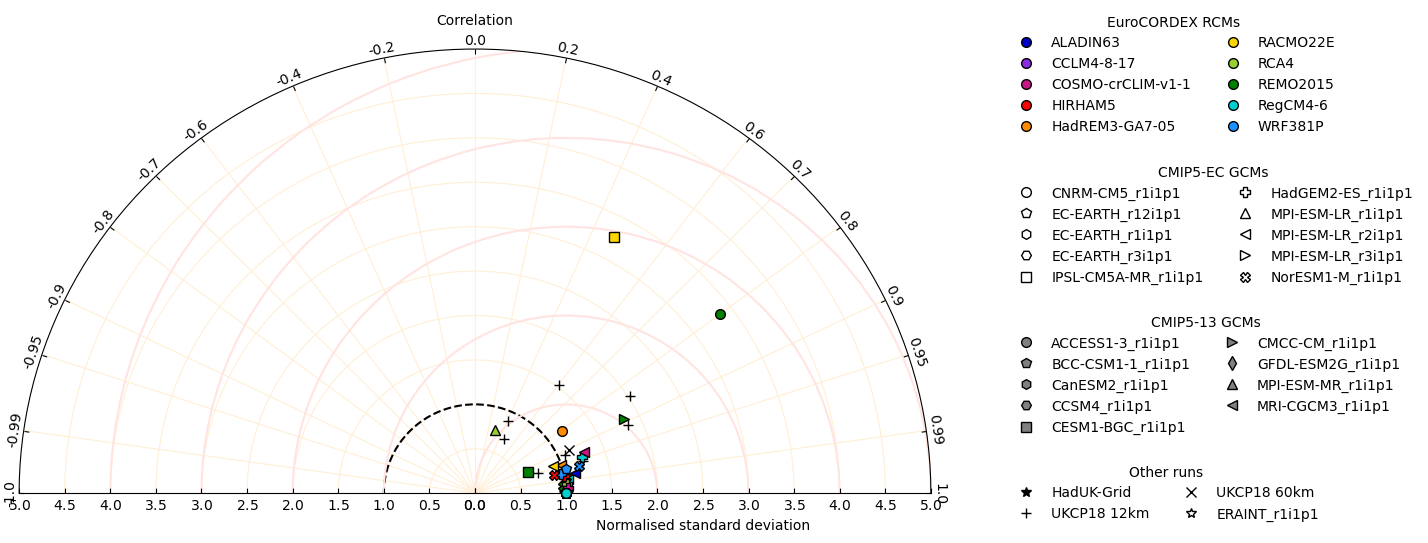 Correlation
-1.0
-0.99
-0.95
-0.9
-0.8
-0.7
-0.6
-0.4
-0.2
0.0
0.2
0.4
0.6
0.7
0.8
0.9
0.95
0.99
1.0
5.0 4.5 4.0 3.5 3.0 2.5 2.0 1.5 1.0 0.5 0.0 0.5 1.0 1.5 2.0 2.5 3.0 3.5 4.0 4.5 5.0
Normalised standard deviation
EuroCORDEX RCMs
ALADIN63
CCLM4-8-17
COSMO-crCLIM-v1-1
HIRHAM5
HadREM3-GA7-05
RACMO22E
RCA4
REMO2015
RegCM4-6
WRF381P
CMIP5-EC GCMs
CNRM-CM5_r1i1p1
EC-EARTH_r12i1p1
EC-EARTH_r1i1p1
EC-EARTH_r3i1p1
IPSL-CM5A-MR_r1i1p1
HadGEM2-ES_r1i1p1
MPI-ESM-LR_r1i1p1
MPI-ESM-LR_r2i1p1
MPI-ESM-LR_r3i1p1
NorESM1-M_r1i1p1
CMIP5-13 GCMs
ACCESS1-3_r1i1p1
BCC-CSM1-1_r1i1p1
CanESM2_r1i1p1
CCSM4_r1i1p1
CESM1-BGC_r1i1p1
CMCC-CM_r1i1p1
GFDL-ESM2G_r1i1p1
MPI-ESM-MR_r1i1p1
MRI-CGCM3_r1i1p1
Other runs
HadUK-Grid
UKCP18 12km
UKCP18 60km
ERAINT_r1i1p1